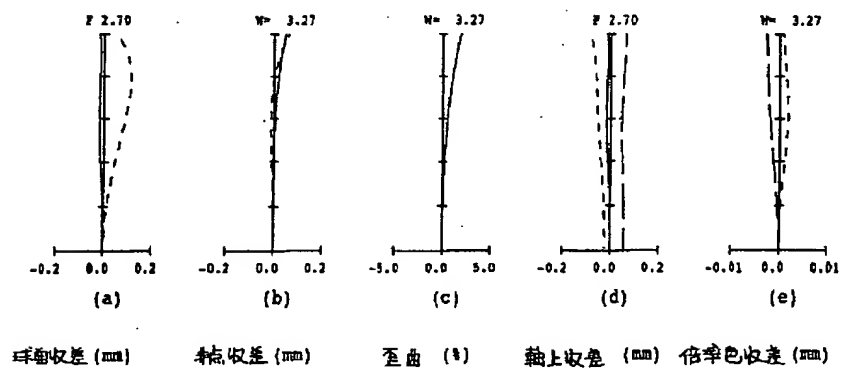 F 2.70 W= 3.27 W= 3.27 F 2.70 W= 3.27
-0.2 0.0 0.2 -0.2 0.0 0.2 -5.0 0.0 5.0 -0.2 0.0 0.2 -0.01 0.0 0.01
(a) (b) (c) (d) (e)
球面収差 (mm) 非点収差 (mm) 歪曲 (%) 軸上収差 (mm) 倍率色収差 (mm)